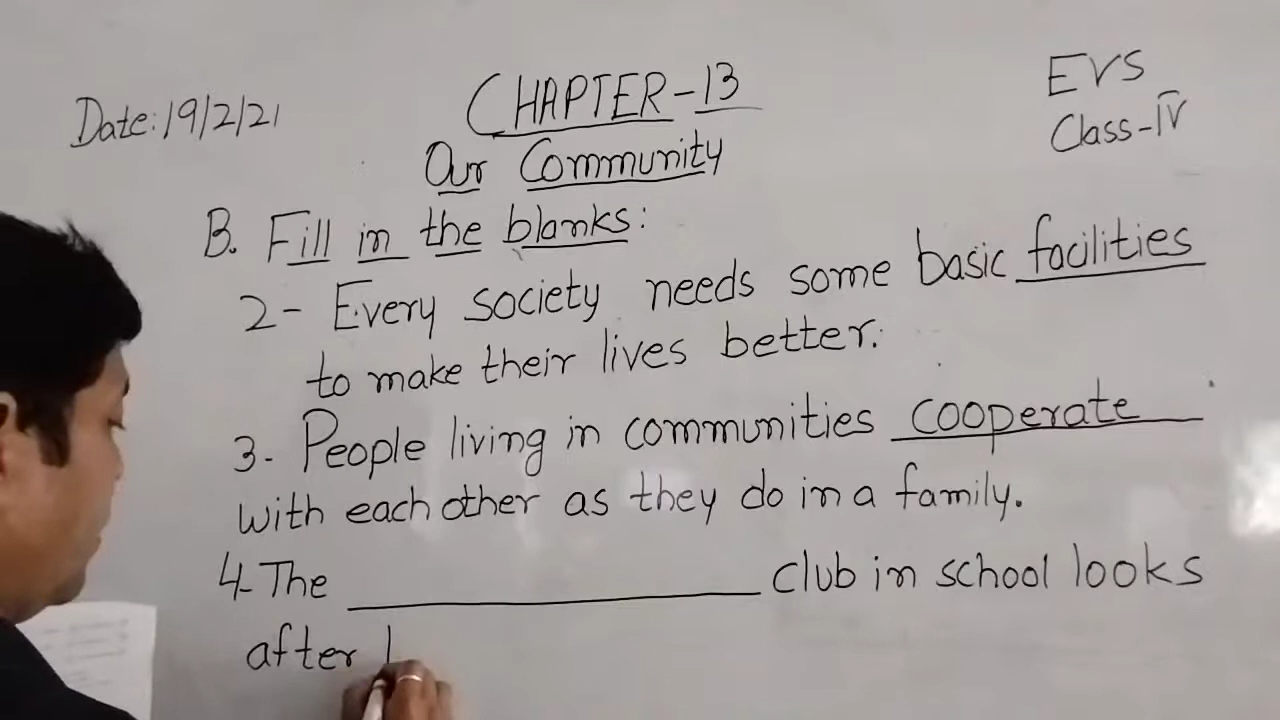 Date: 19/2/21
CHAPTER-13
EVS
Class-IV
Our Community
B. Fill in the blanks:
2- Every society needs some basic facilities
to make their lives better.
3. People living in communities cooperate
with each other as they do in a family.
4. The ____________ club in school looks
after